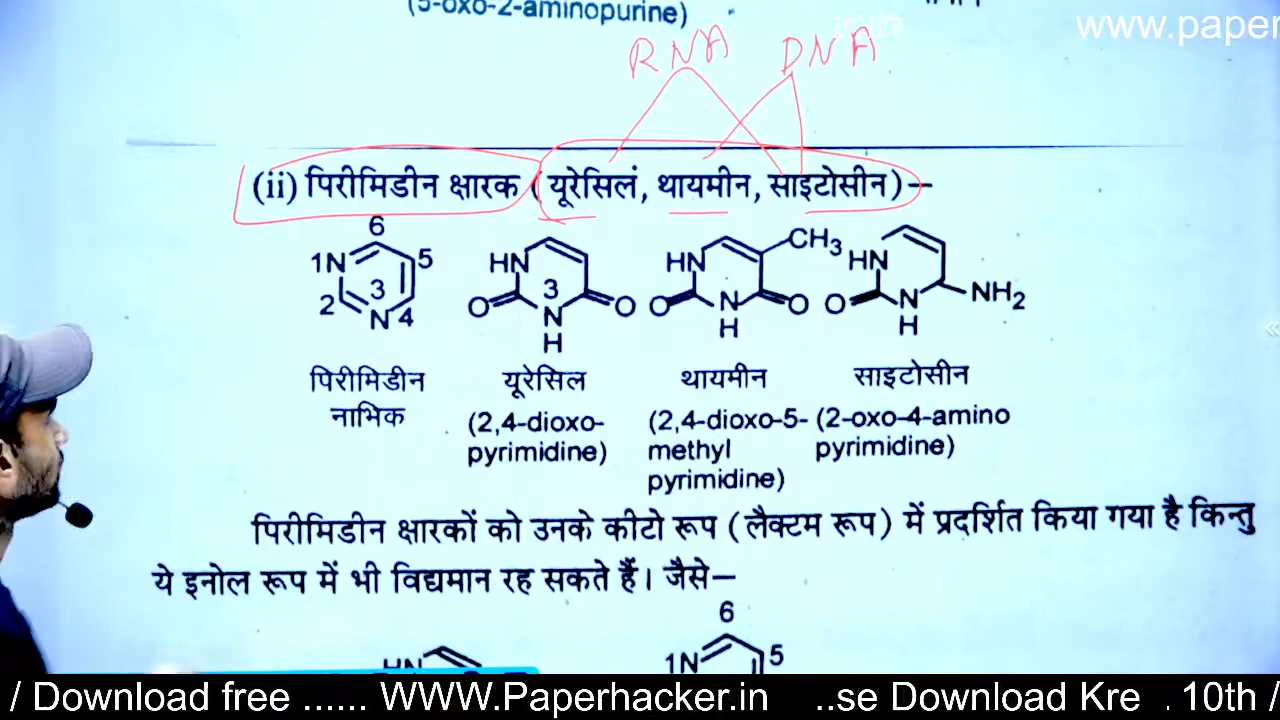 (5-oxo-2-aminopurine)
www.paper
RNA DNA
(ii) पिरीमिडीन क्षारक (यूरेसिलं, थायमीन, साइटोसीन)–
6
1N 5 2 3 N 4
HN 3 O N H O
HN CH3 O N H O
HN O N H NH2
पिरीमिडीन यूरेसिल थायमीन साइटोसीन
नाभिक (2,4-dioxo- (2,4-dioxo-5- (2-oxo-4-amino
pyrimidine) methyl pyrimidine)
pyrimidine)
पिरीमिडीन क्षारकों को उनके कीटो रूप (लैक्टम रूप) में प्रदर्शित किया गया है किन्तु
ये इनोल रूप में भी विद्यमान रह सकते हैं। जैसे–
6
HN 1N 5
/ Download free ...... WWW.Paperhacker.in ..se Download Kre . 10th /